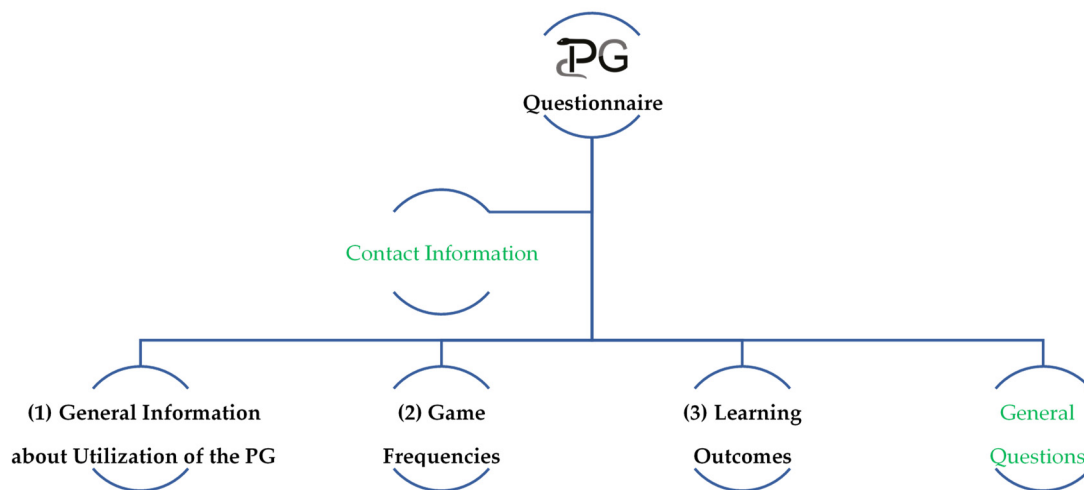 PG
Questionnaire
Contact Information
(1) General Information
about Utilization of the PG
(2) Game
Frequencies
(3) Learning
Outcomes
General
Questions